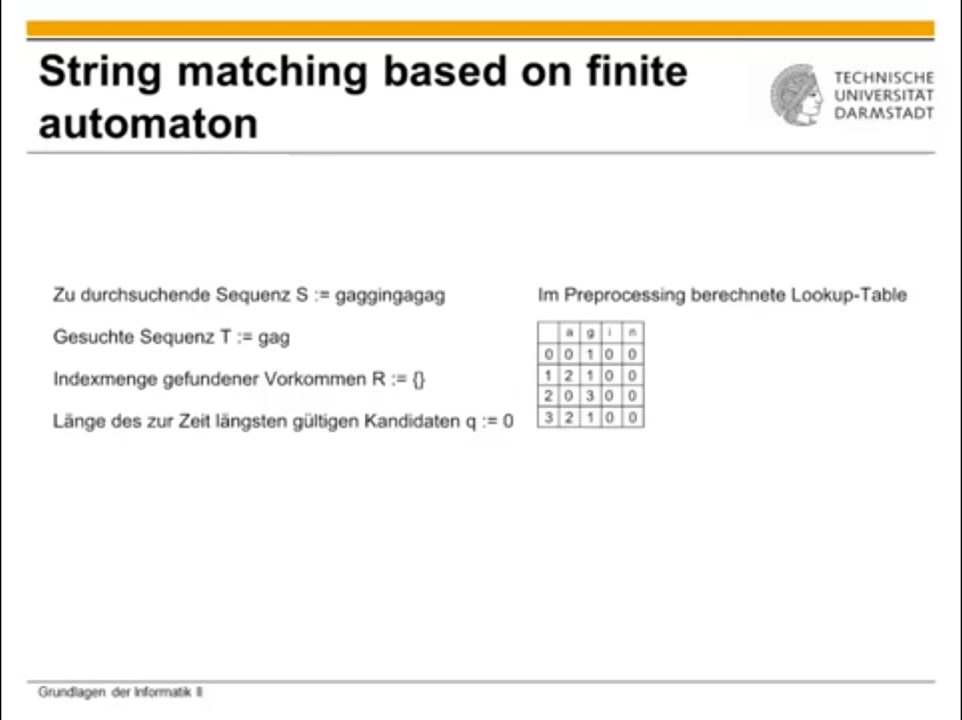 String matching based on finite
automaton
TECHNISCHE
UNIVERSITÄT
DARMSTADT
Zu durchsuchende Sequenz S := gaggingagag
Gesuchte Sequenz T := gag
Indexmenge gefundener Vorkommen R := {}
Länge des zur Zeit längsten gültigen Kandidaten q := 0
Im Preprocessing berechnete Lookup-Table
a g i n
0 0 1 0 0
1 2 1 0 0
2 0 3 0 0
3 2 1 0 0
Grundlagen der Informatik II